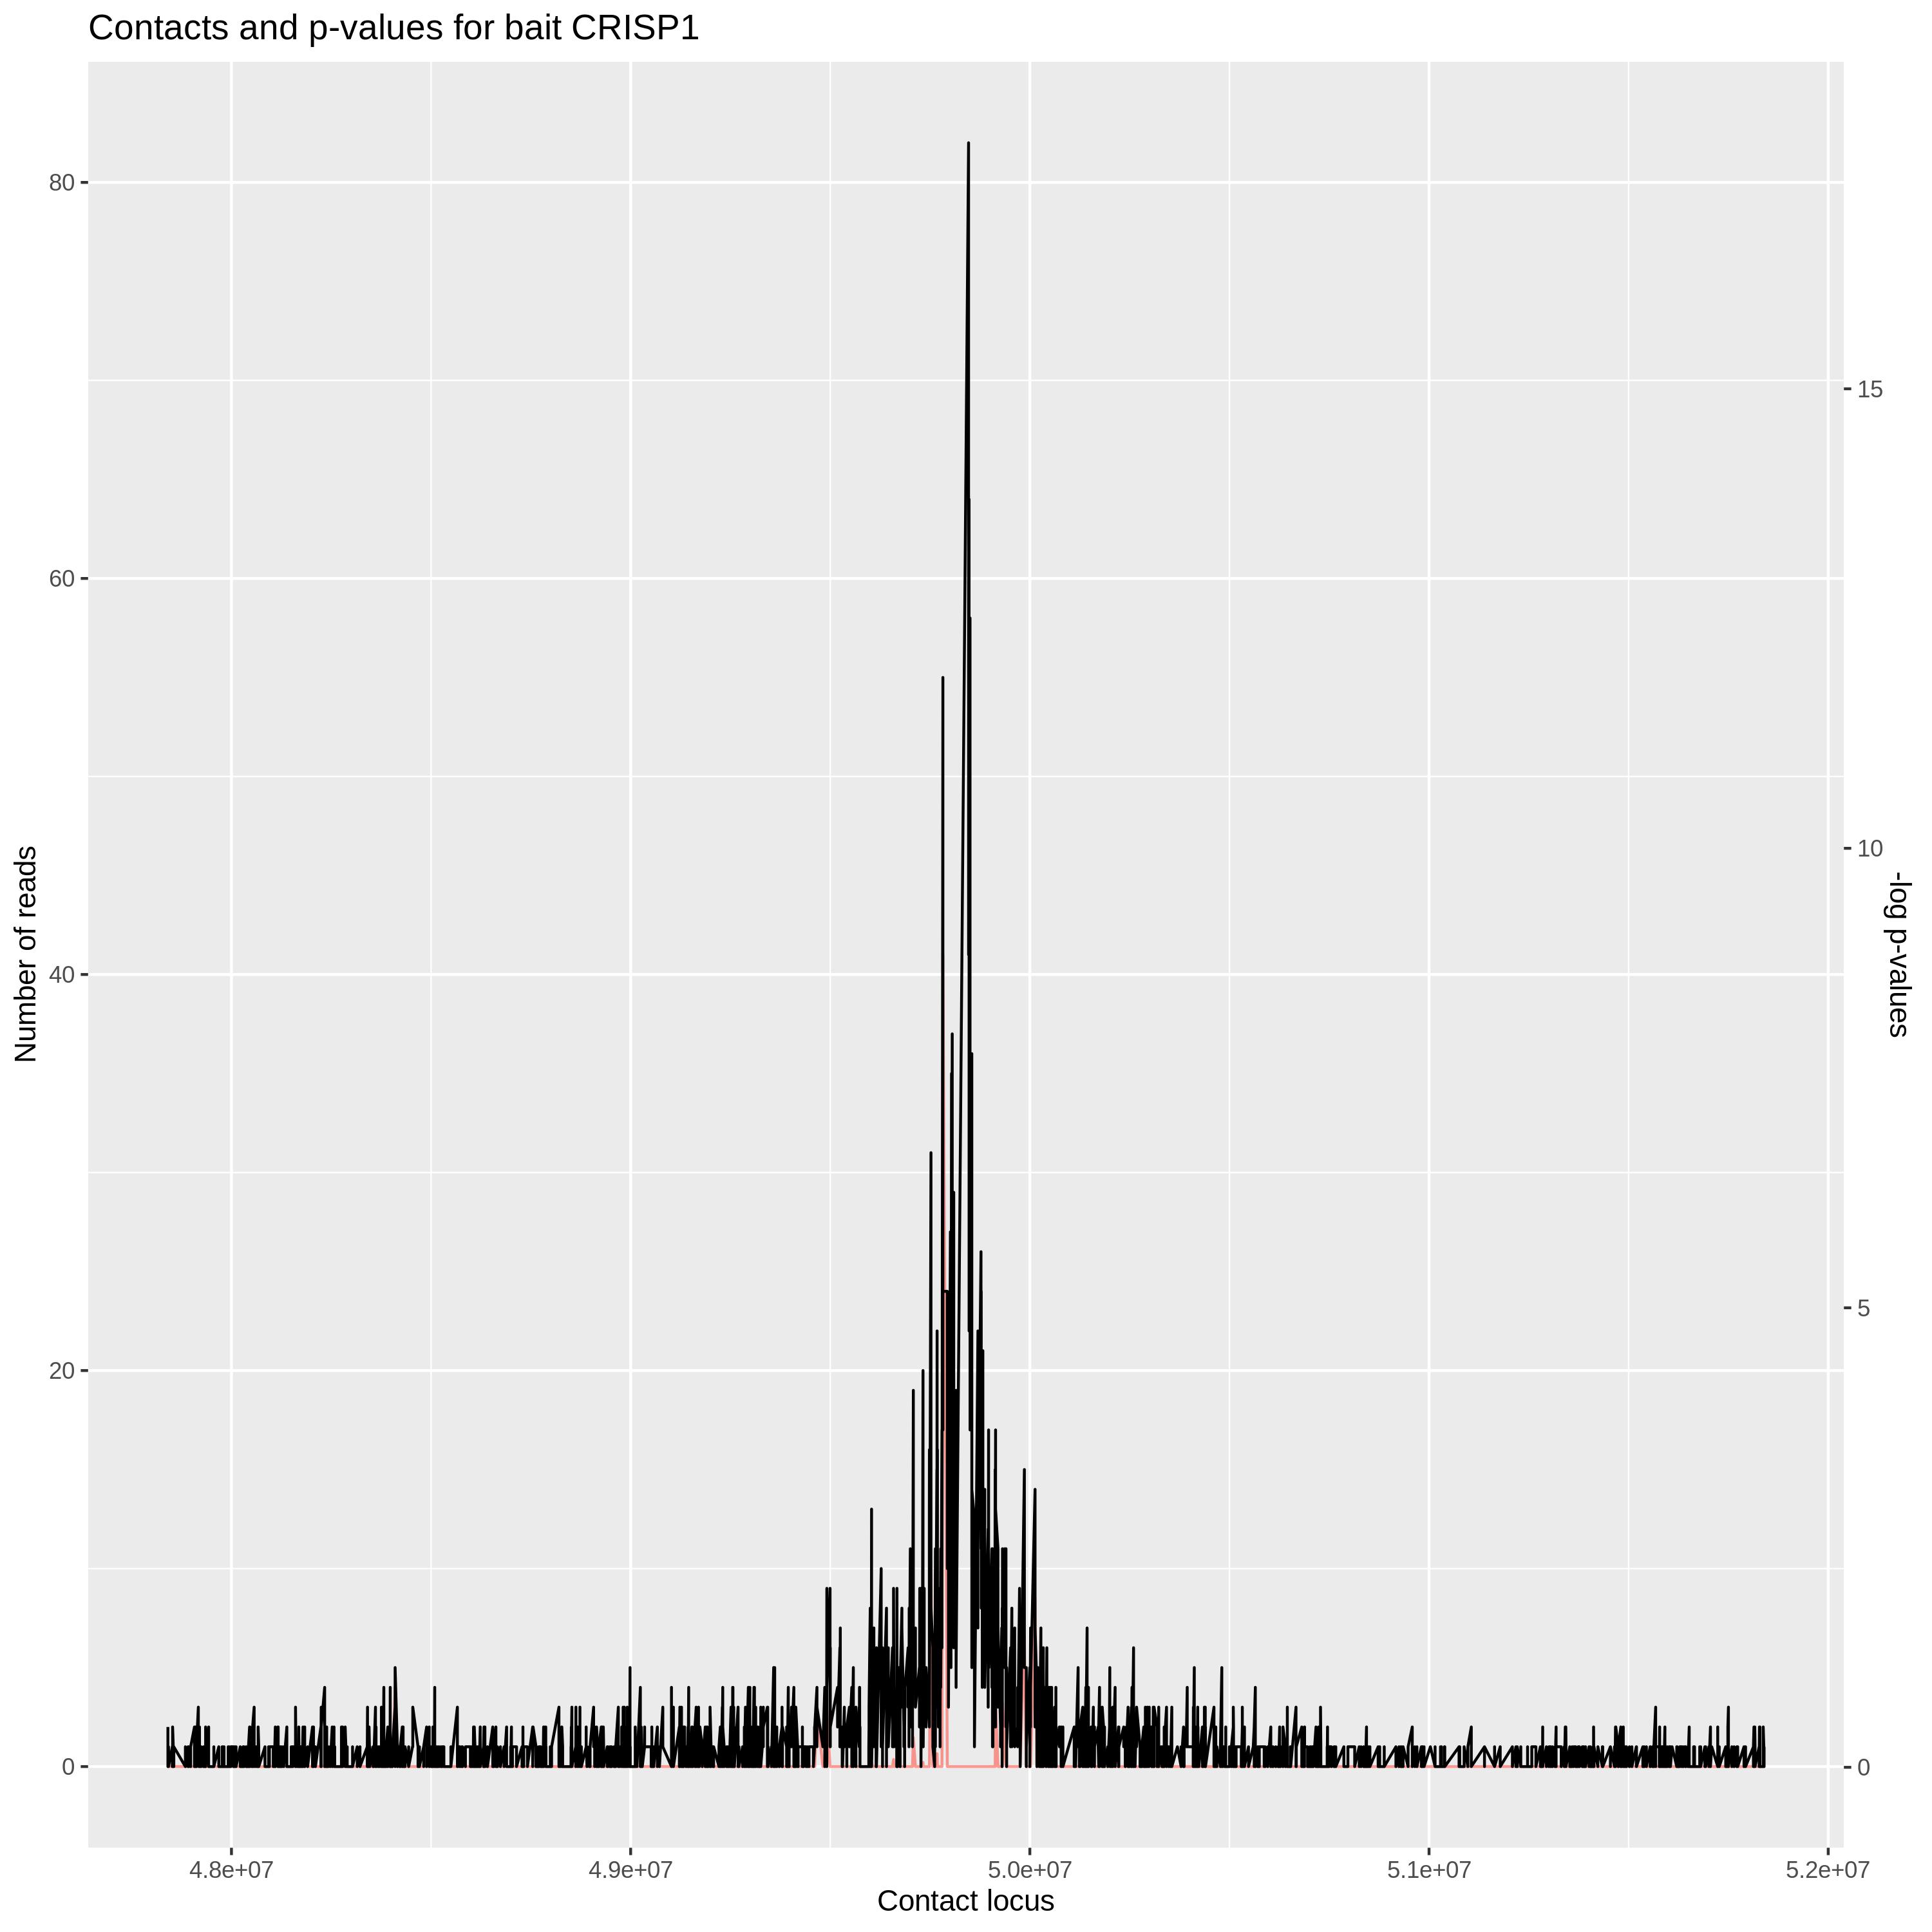 Contacts and p-values for bait CRISP1
80
60
40
20
0
Number of reads
15
10
5
0
-log p-values
4.8e+07
4.9e+07
5.0e+07
5.1e+07
5.2e+07
Contact locus